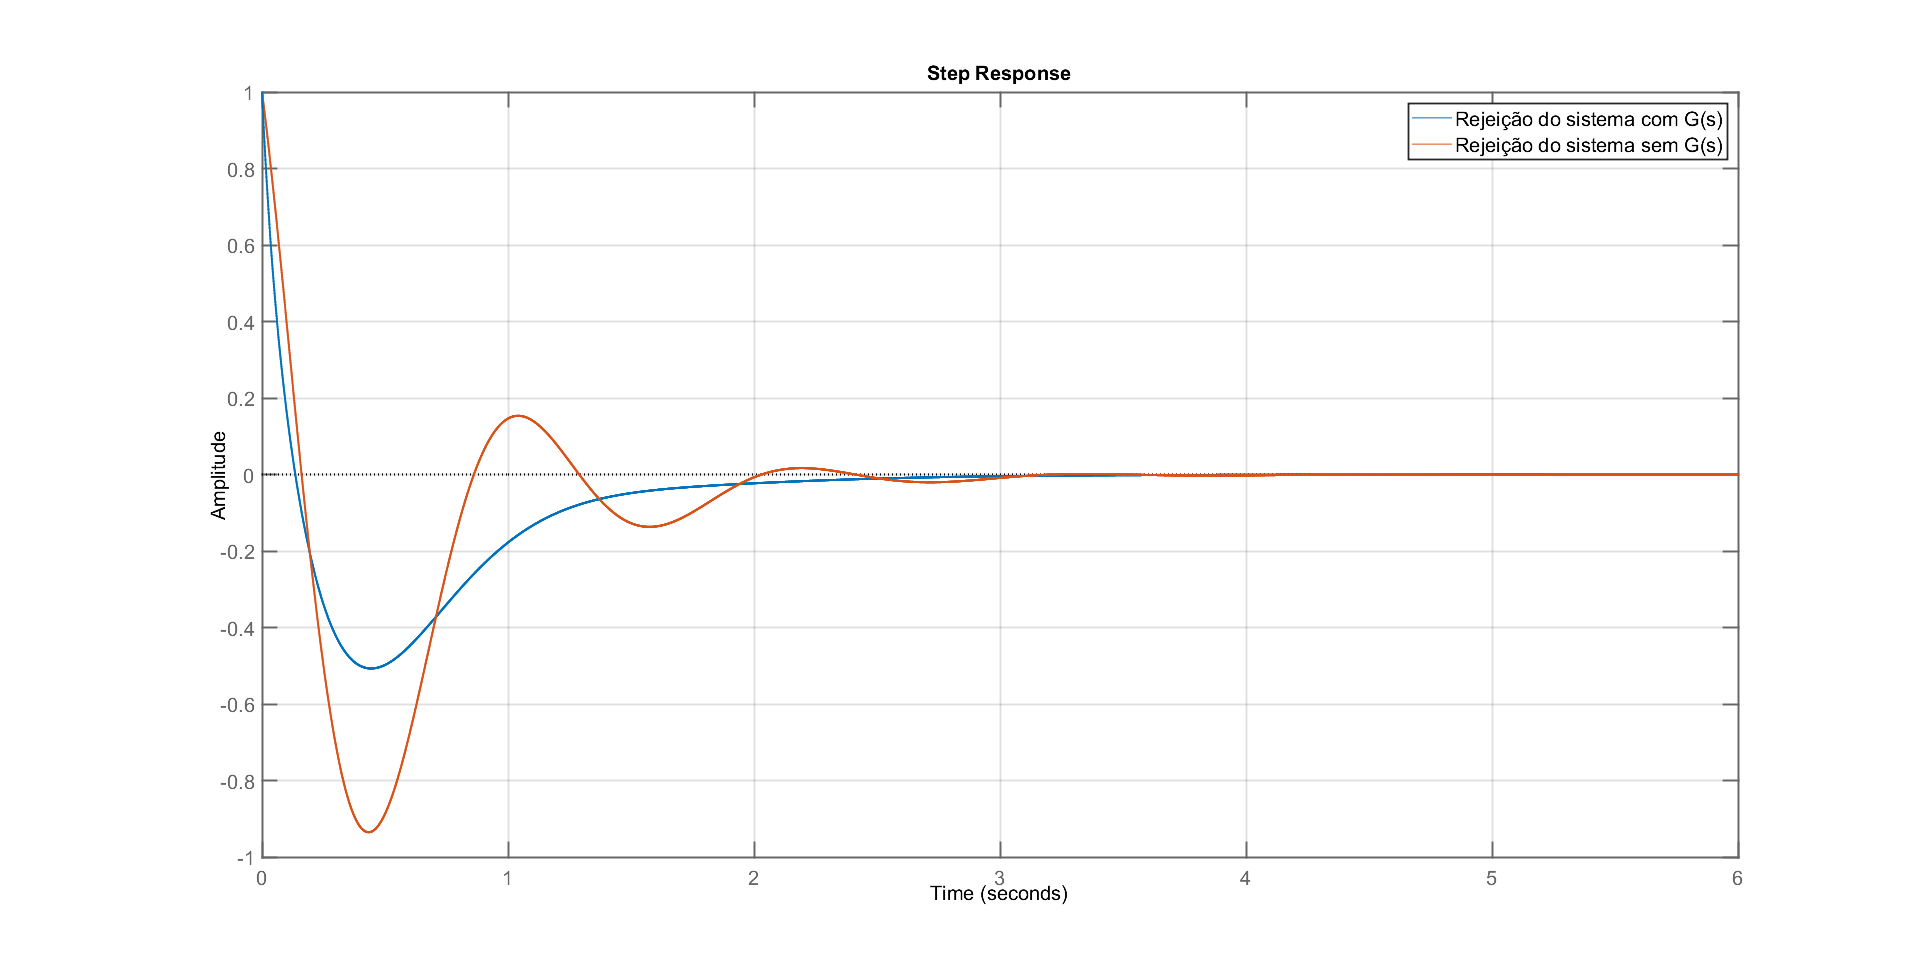 Step Response
Rejeição do sistema com G(s)
Rejeição do sistema sem G(s)
Amplitude
1
0.8
0.6
0.4
0.2
0
-0.2
-0.4
-0.6
-0.8
-1
0 1 2 3 4 5 6
Time (seconds)